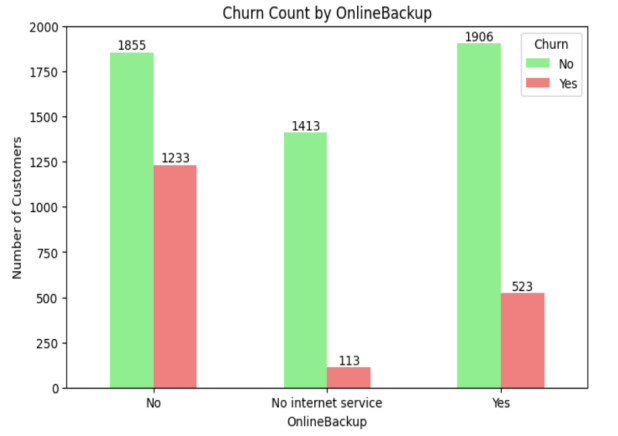 Churn Count by OnlineBackup
2000
1750
1500
1250
1000
750
500
250
0
Number of Customers
1855
1233
1413
113
1906
523
Churn
No
Yes
No
No internet service
Yes
OnlineBackup